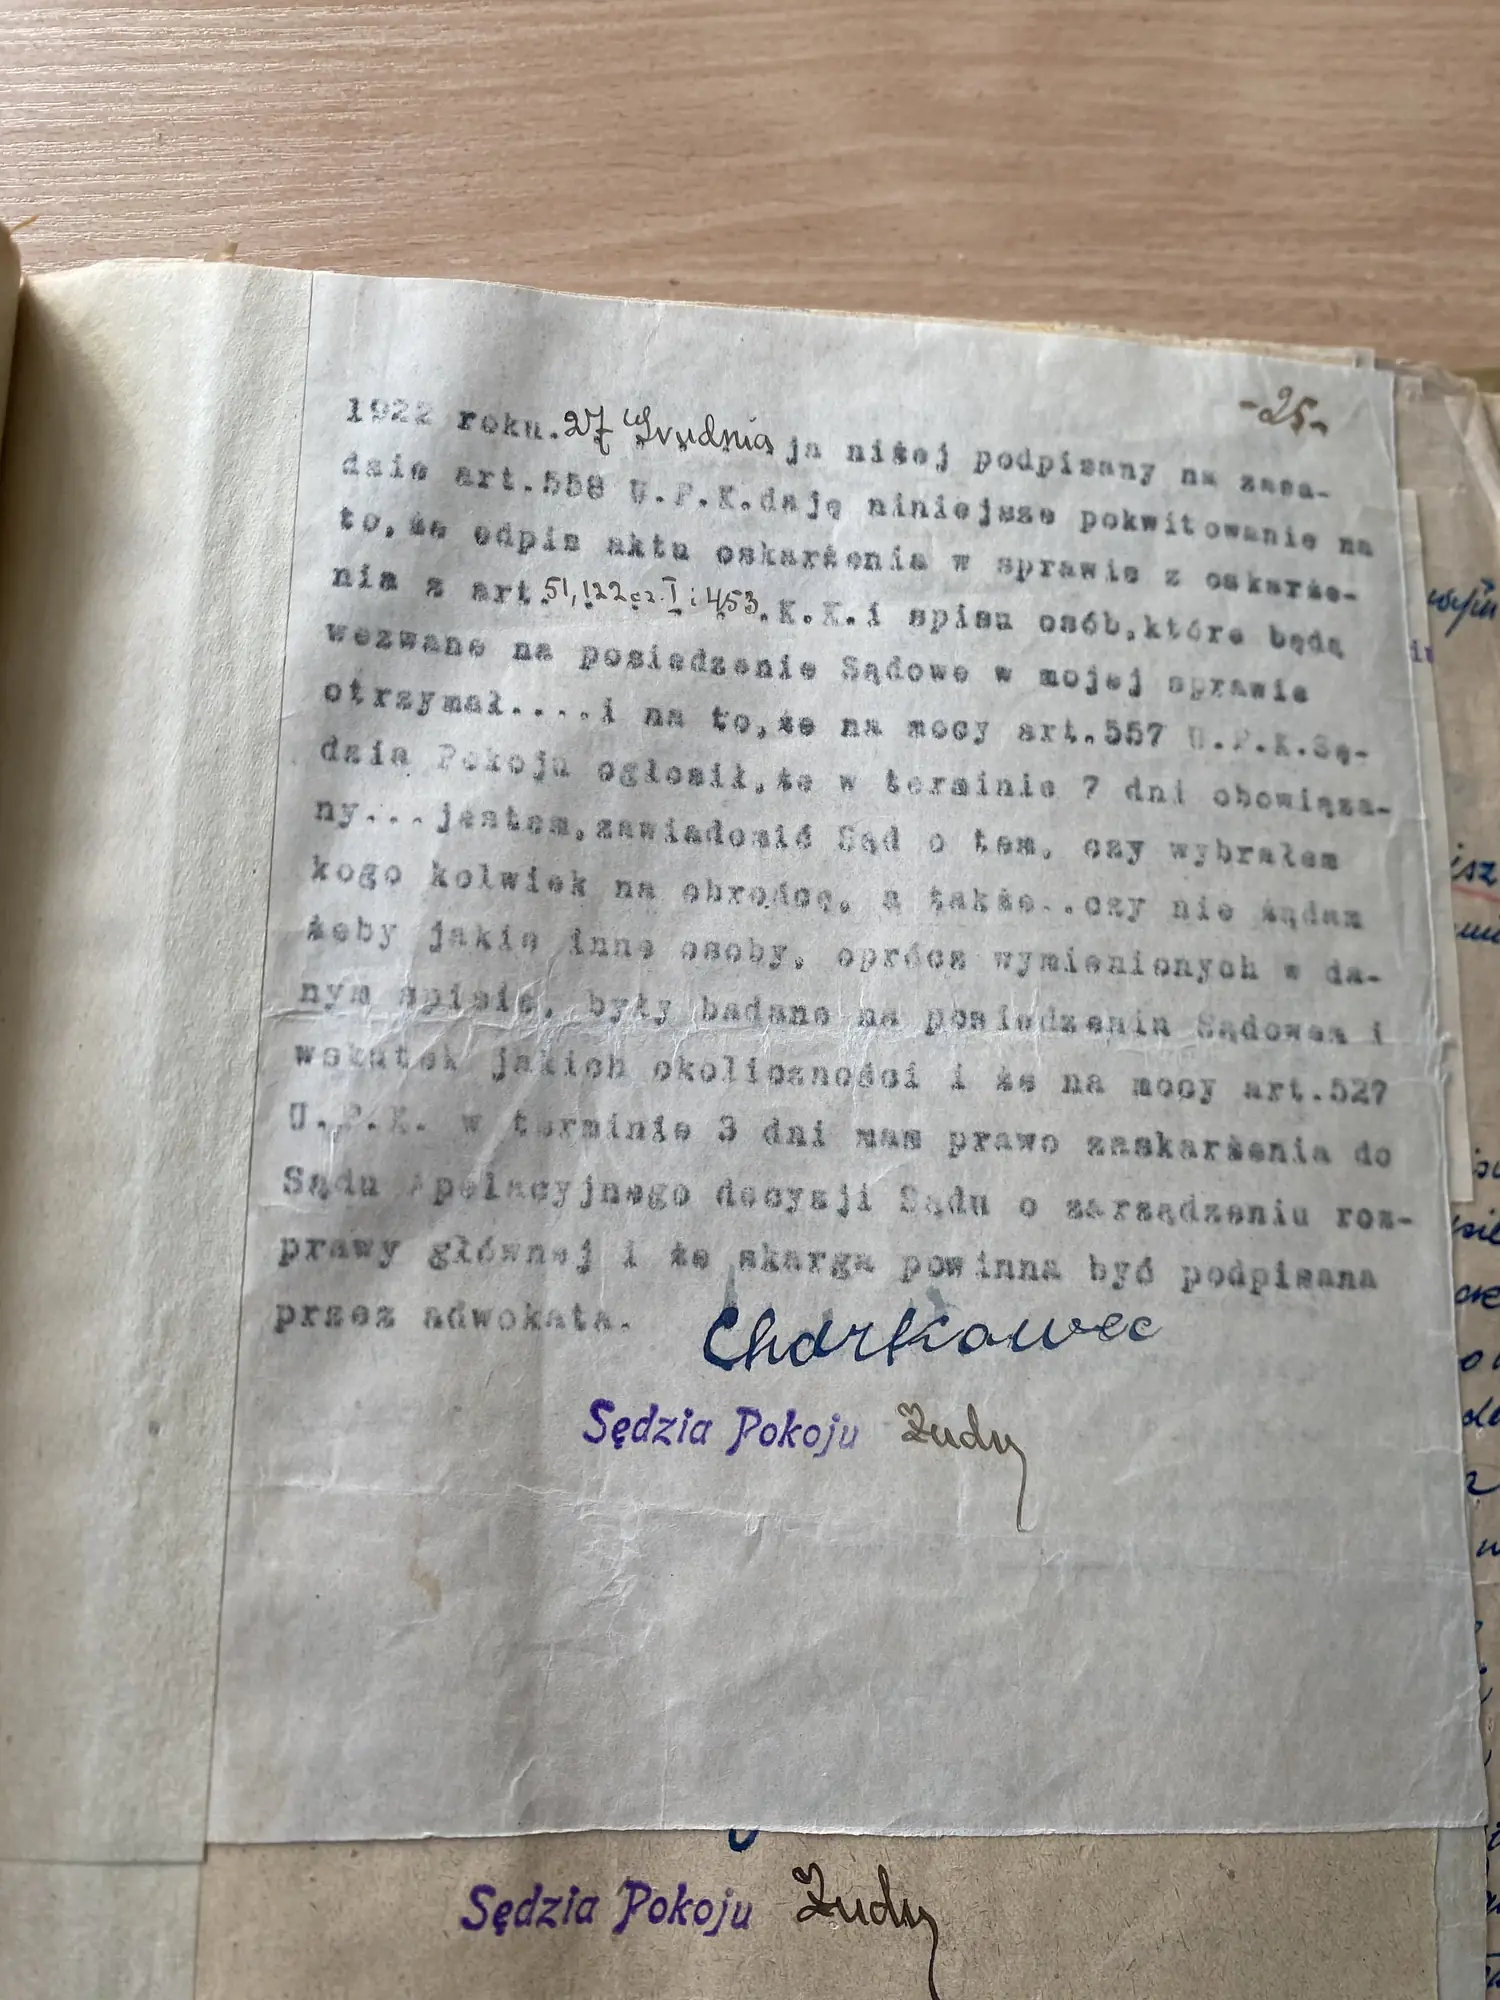 -25-
1922 roku. 27 Grudnia ja niżej podpisany na zasa-
dzie art.558 U.P.K.daję niniejsze pokwitowanie na
to,że odpis aktu oskarżenia w sprawie z oskarże-
nia z art. 51, 122 cz. I i 453. K.K.i spisu osób,które będą
wezwane na posiedzenie Sądowe w mojej sprawie
otrzymał....i na to,że na mocy art.557 U.P.K.Sę-
dzia Pokoju ogłosił,że w terminie 7 dni obowiąza-
ny...jestem,zawiadomić Sąd o tem, czy wybrałem
kogo kolwiek na obrońcę, a także..czy nie żądam
żeby jakie inne osoby, oprócz wymienionych w da-
nym spisie, były badane na posiedzeniu Sądowem i
wskutek jakich okoliczności i że na mocy art.527
U.P.K. w terminie 3 dni mam prawo zaskarżenia do
Sądu Apelacyjnego decyzji Sądu o zarządzeniu roz-
prawy głównej i że skarga powinna być podpisana
przez adwokata.
Charkowec
Sędzia Pokoju
Sędzia Pokoju